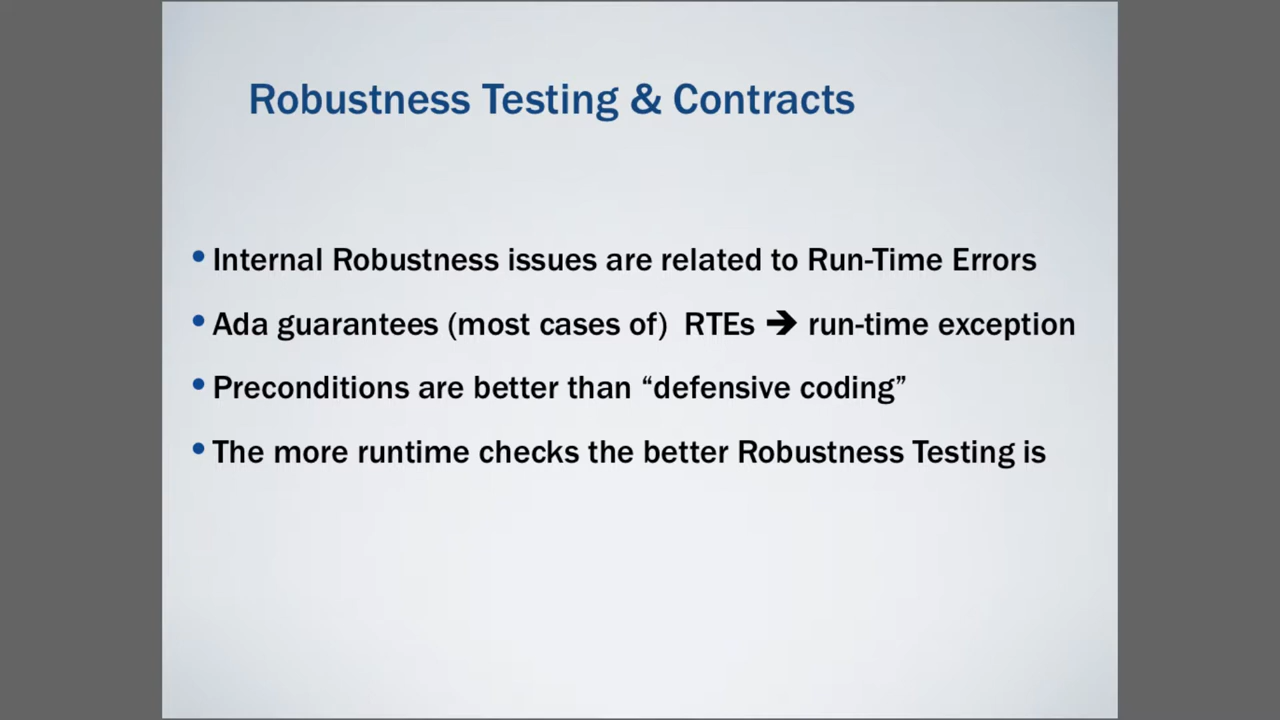 Robustness Testing & Contracts
• Internal Robustness issues are related to Run-Time Errors
• Ada guarantees (most cases of) RTEs ➔ run-time exception
• Preconditions are better than “defensive coding”
• The more runtime checks the better Robustness Testing is